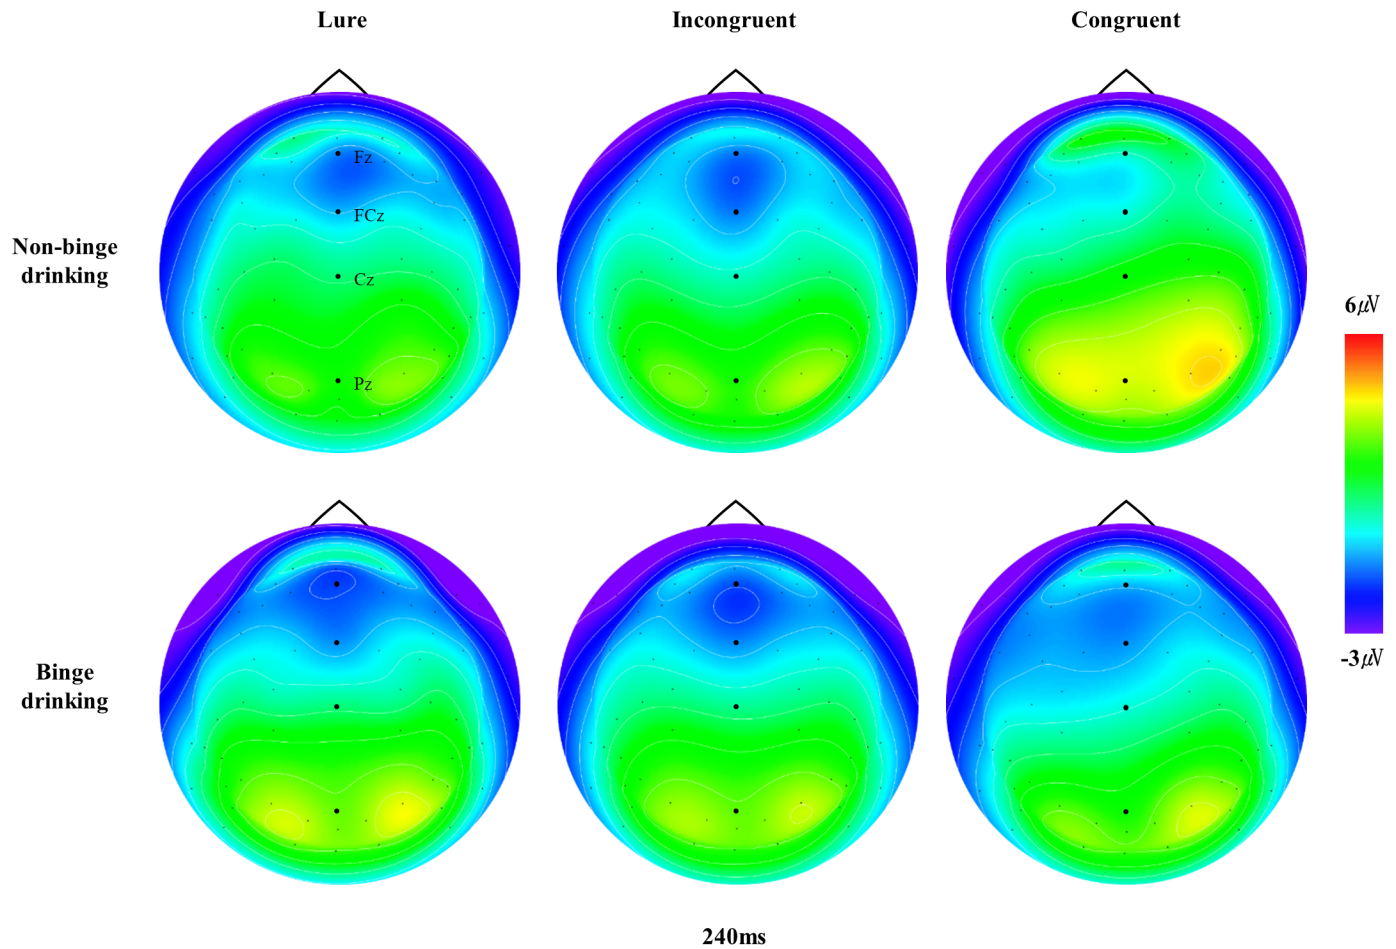 Lure Incongruent Congruent
Non-binge
drinking
Fz
FCz
Cz
Pz
6μV
-3μV
Binge
drinking
240ms